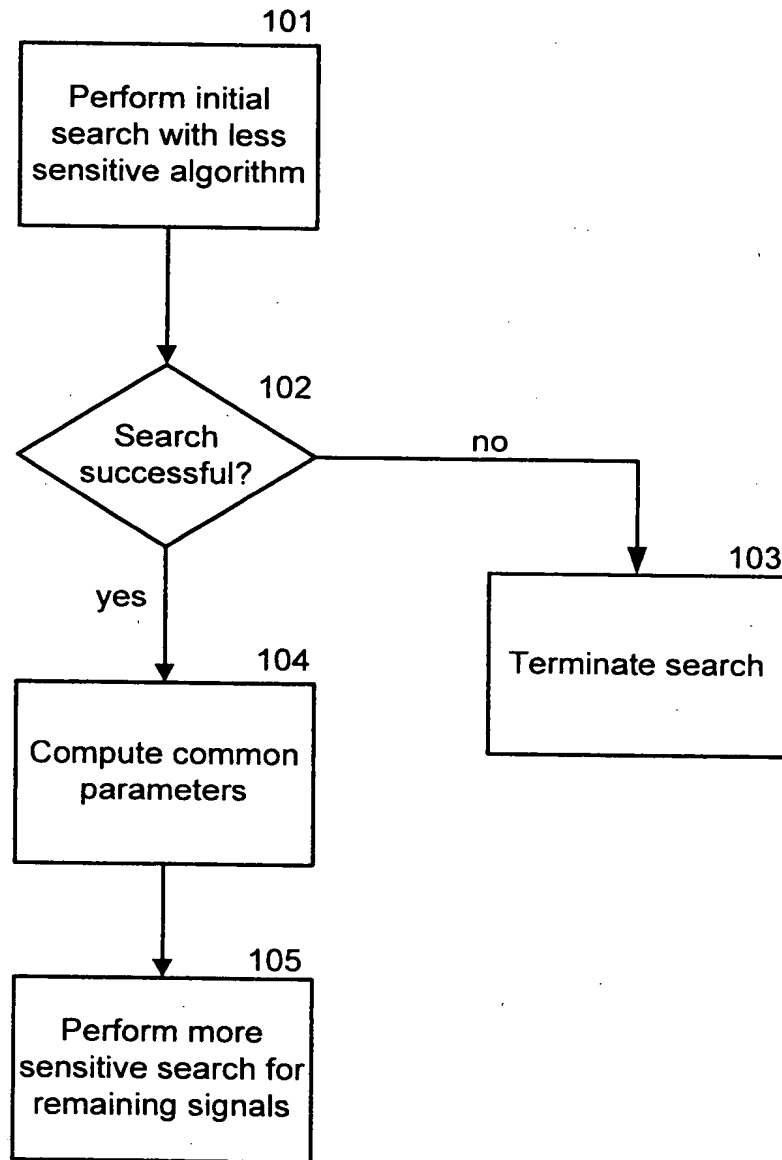 101
Perform initial
search with less
sensitive algorithm
102
Search
successful?
no
yes
103
Terminate search
104
Compute common
parameters
105
Perform more
sensitive search for
remaining signals